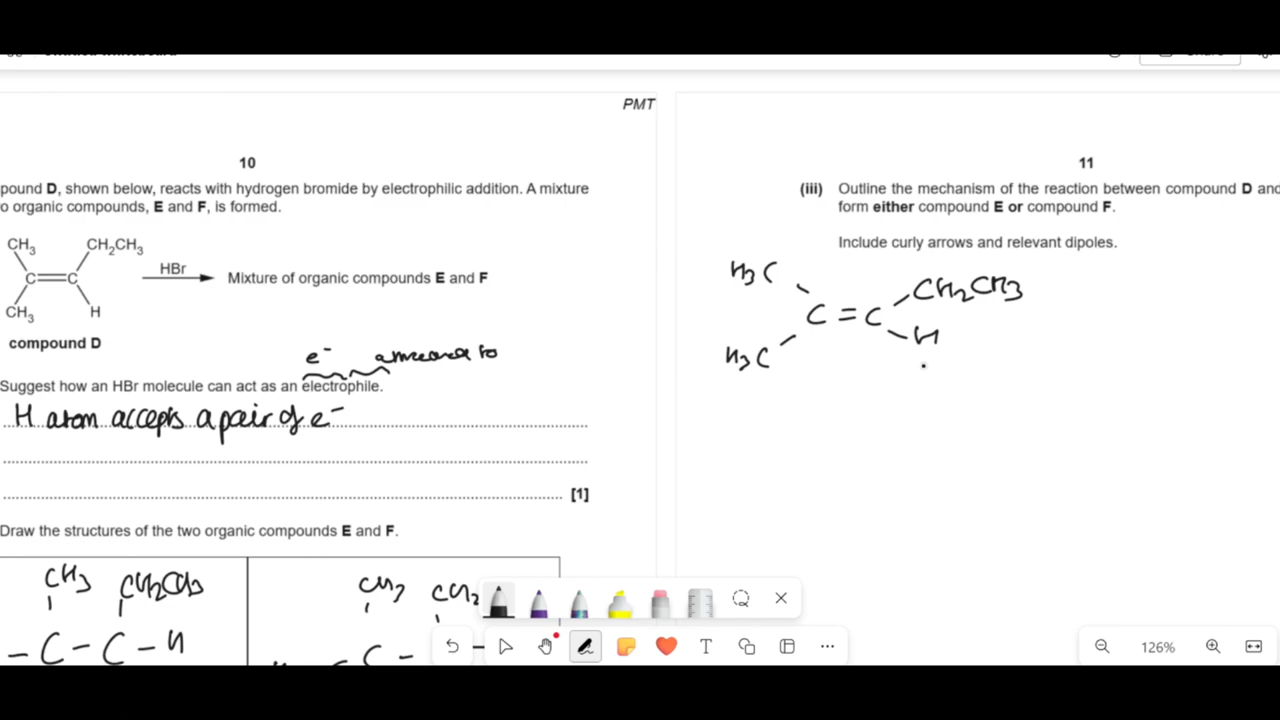 PMT
10
pound D, shown below, reacts with hydrogen bromide by electrophilic addition. A mixture
o organic compounds, E and F, is formed.
CH3 CH2CH3
C=C
HBr
Mixture of organic compounds E and F
CH3 H
compound D
e-
Suggest how an HBr molecule can act as an electrophile.
H atom accepts a pair of e-
[1]
Draw the structures of the two organic compounds E and F.
CH3 CH2CH3
- C - C - H
CH3 CH2
C -
11
(iii) Outline the mechanism of the reaction between compound D and
form either compound E or compound F.
Include curly arrows and relevant dipoles.
H3C
CH2CH3
C = C
H
H3C
126%